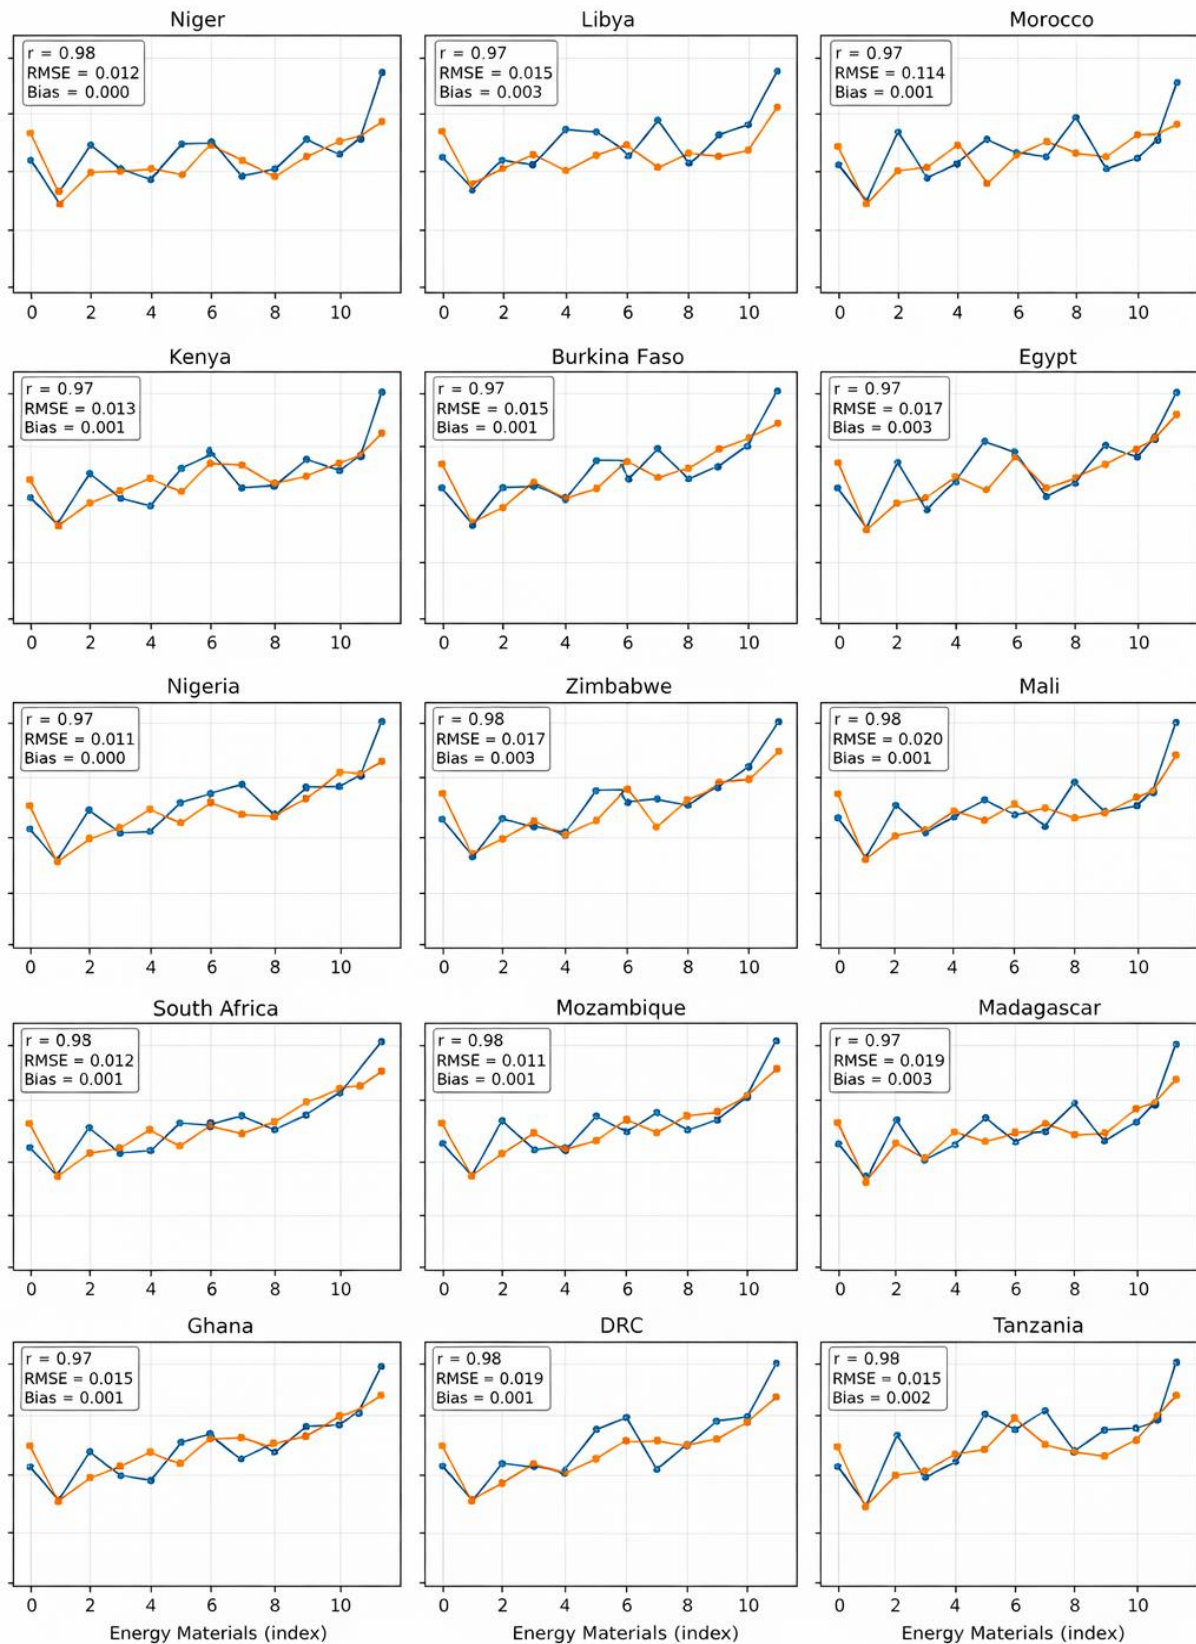 Niger
Libya
Morocco
r = 0.98
RMSE = 0.012
Bias = 0.000
r = 0.97
RMSE = 0.015
Bias = 0.003
r = 0.97
RMSE = 0.114
Bias = 0.001
0 2 4 6 8 10
0 2 4 6 8 10
0 2 4 6 8 10
Kenya
Burkina Faso
Egypt
r = 0.97
RMSE = 0.013
Bias = 0.001
r = 0.97
RMSE = 0.015
Bias = 0.001
r = 0.97
RMSE = 0.017
Bias = 0.003
0 2 4 6 8 10
0 2 4 6 8 10
0 2 4 6 8 10
Nigeria
Zimbabwe
Mali
r = 0.97
RMSE = 0.011
Bias = 0.000
r = 0.98
RMSE = 0.017
Bias = 0.003
r = 0.98
RMSE = 0.020
Bias = 0.001
0 2 4 6 8 10
0 2 4 6 8 10
0 2 4 6 8 10
South Africa
Mozambique
Madagascar
r = 0.98
RMSE = 0.012
Bias = 0.001
r = 0.98
RMSE = 0.011
Bias = 0.001
r = 0.97
RMSE = 0.019
Bias = 0.003
0 2 4 6 8 10
0 2 4 6 8 10
0 2 4 6 8 10
Ghana
DRC
Tanzania
r = 0.97
RMSE = 0.015
Bias = 0.001
r = 0.98
RMSE = 0.019
Bias = 0.001
r = 0.98
RMSE = 0.015
Bias = 0.002
0 2 4 6 8 10
0 2 4 6 8 10
0 2 4 6 8 10
Energy Materials (index)
Energy Materials (index)
Energy Materials (index)